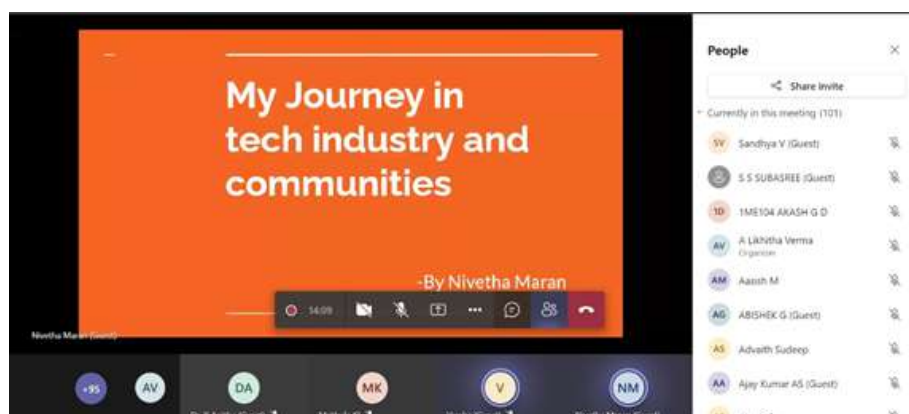 My Journey in
tech industry and
communities
-By Nivetha Maran
14:09
Nivetha Maran (Guest)
+95
AV
DA
MK
V
NM
People
Share invite
Currently in this meeting (101)
SV Sandhya V (Guest)
S S SUBASREE (Guest)
1D 1ME104 AKASH G D
AV A Likhitha Verma
Organizer
AM Aasish M
AG ABISHEK G (Guest)
AS Advaith Sudeep
AA Ajay Kumar AS (Guest)